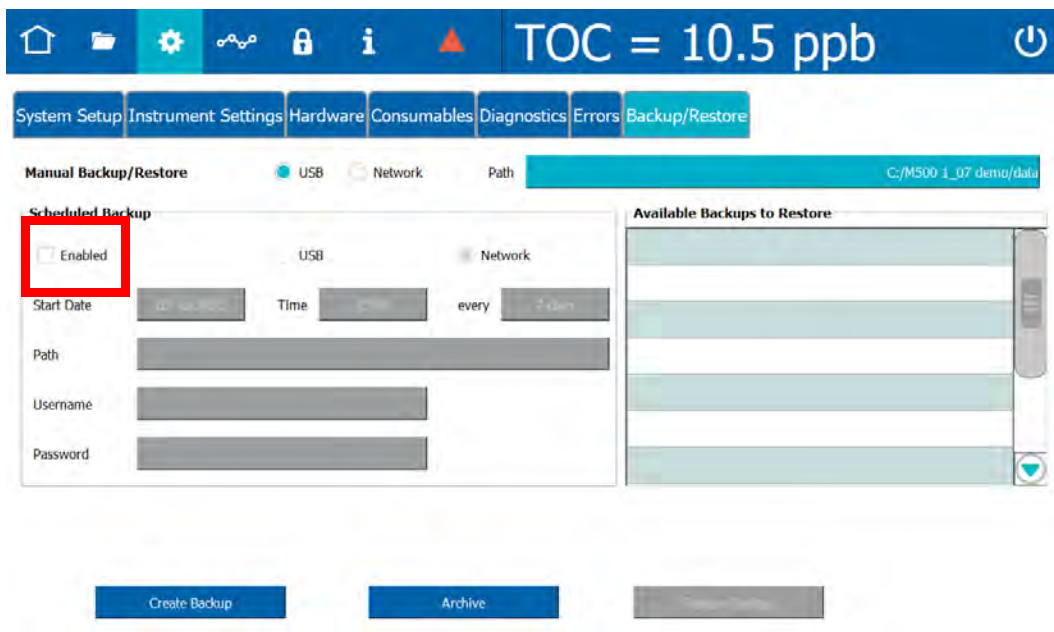 TOC = 10.5 ppb
System Setup Instrument Settings Hardware Consumables Diagnostics Errors Backup/Restore
Manual Backup/Restore USB Network Path C:/M500 1_07 demo/data
Scheduled Backup Available Backups to Restore
Enabled USB Network
Start Date Time every 7 days
Path
Username
Password
Create Backup Archive